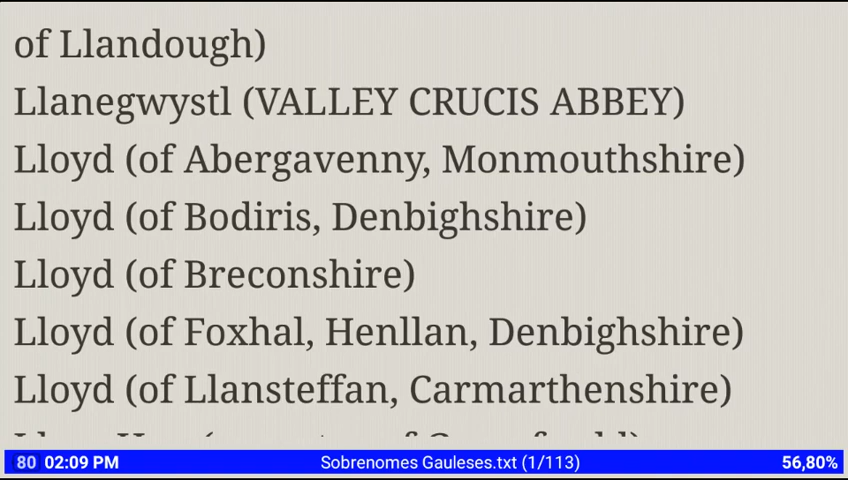 of Llandough)
Llanegwystl (VALLEY CRUCIS ABBEY)
Lloyd (of Abergavenny, Monmouthshire)
Lloyd (of Bodiris, Denbighshire)
Lloyd (of Breconshire)
Lloyd (of Foxhal, Henllan, Denbighshire)
Lloyd (of Llansteffan, Carmarthenshire)
80 02:09 PM Sobrenomes Gauleses.txt (1/113) 56,80%